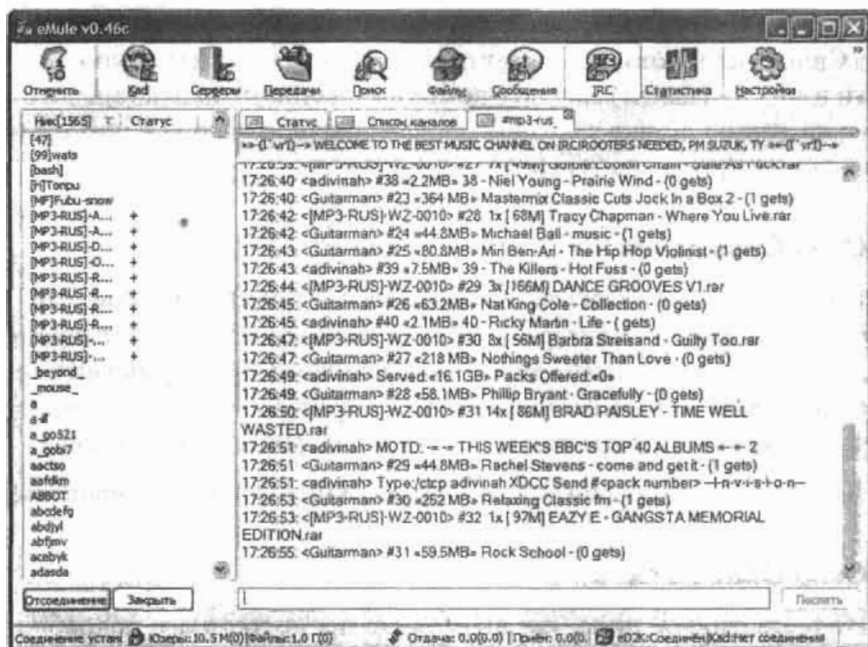 eMule v0.46c
Отменить
Kad
Серверы
Передачи
Поиск
Файлы
Сообщения
IRC
Статистика
Настройки
Ник[1565]
Статус
Статус
Список каналов
#mp3-rus
WELCOME TO THE BEST MUSIC CHANNEL ON IRC!ROOTERS NEEDED, PM SUZUK, TY
[47]
[99]wats
[bash]
[H]Tonpu
[MF]Fubu-snow
[MP3-RUS]-A... +
[MP3-RUS]-A... +
[MP3-RUS]-D... +
[MP3-RUS]-O... +
[MP3-RUS]-R... +
[MP3-RUS]-R... +
[MP3-RUS]-R... +
[MP3-RUS]-R... +
[MP3-RUS]-... +
[MP3-RUS]-... +
_beyond_
_mouse_
a
a_go521
a_gobi7
aactso
aafdkm
ABBOT
abcdefg
abdjyl
abfjmv
acebyk
adasda
17:26:40 <adivinah> #38 «2.2MB» 38 - Niel Young - Prairie Wind - (0 gets)
17:26:40 <Guitarman> #23 «364 MB» Mastermix Classic Cuts Jock In a Box 2 - (1 gets)
17:26:42 <[MP3-RUS]-WZ-0010> #28 1x [ 68M] Tracy Chapman - Where You Live.rar
17:26:42 <Guitarman> #24 «44.8MB» Michael Ball - music - (1 gets)
17:26:43 <Guitarman> #25 «80.8MB» Miri Ben-Ari - The Hip Hop Violinist - (1 gets)
17:26:43 <adivinah> #39 «7.5MB» 39 - The Killers - Hot Fuss - (0 gets)
17:26:44 <[MP3-RUS]-WZ-0010> #29 3x [166M] DANCE GROOVES V1.rar
17:26:45 <Guitarman> #26 «63.2MB» Nat King Cole - Collection - (0 gets)
17:26:45 <adivinah> #40 «2.1MB» 40 - Ricky Martin - Life - ( gets)
17:26:47 <[MP3-RUS]-WZ-0010> #30 8x [ 56M] Barbra Streisand - Guilty Too.rar
17:26:47 <Guitarman> #27 «218 MB» Nothings Sweeter Than Love - (0 gets)
17:26:49 <adivinah> Served:«16.1GB» Packs Offered:«0»
17:26:49 <Guitarman> #28 «58.1MB» Phillip Bryant - Gracefully - (0 gets)
17:26:50 <[MP3-RUS]-WZ-0010> #31 14x [ 86M] BRAD PAISLEY - TIME WELL
WASTED.rar
17:26:51 <adivinah> MOTD: -=-=- THIS WEEK'S BBC'S TOP 40 ALBUMS =-=- 2
17:26:51 <Guitarman> #29 «44.8MB» Rachel Stevens - come and get it - (1 gets)
17:26:51 <adivinah> Type:/ctcp adivinah XDCC Send #<pack number> --I-n-v-i-s-i-o-n--
17:26:53 <Guitarman> #30 «252 MB» Relaxing Classic fm - (1 gets)
17:26:53 <[MP3-RUS]-WZ-0010> #32 1x [ 97M] EAZY E - GANGSTA MEMORIAL
EDITION.rar
17:26:55 <Guitarman> #31 «59.5MB» Rock School - (0 gets)
Отсоединение
Закрыть
Послать
Соединение устан
Юзеры:10.5 M(0)|Файлы:1.0 Г(0)
Отдача: 0.0(0.0) |Приём: 0.0(0.
eD2K:Соединён|Kad:Нет соединения